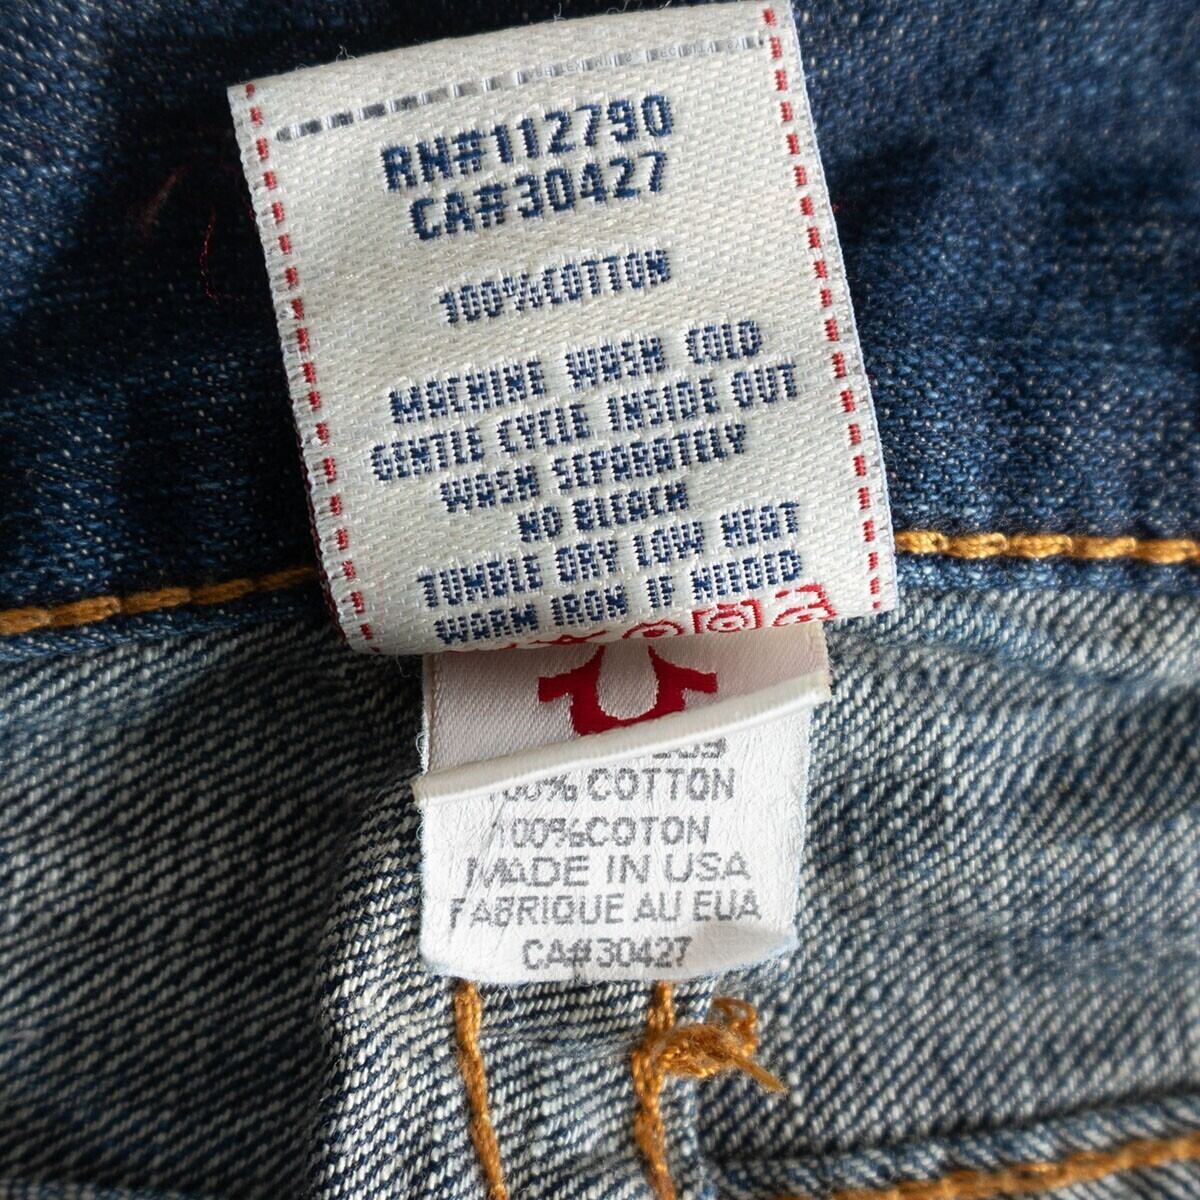 RN#112790
CA#30427
100%COTTON
MACHINE WASH COLD
GENTLE CYCLE INSIDE OUT
WASH SEPARATELY
NO BLEACH
TUMBLE DRY LOW HEAT
WARM IRON IF NEEDED
100% COTTON
100%COTON
MADE IN USA
FABRIQUE AU EUA
CA#30427